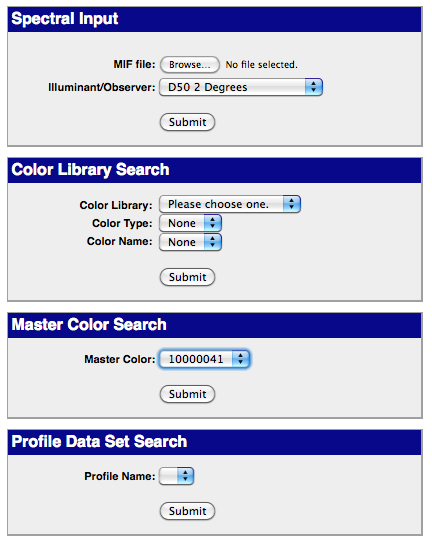 Spectral Input
MIF file: Browse... No file selected.
Illuminant/Observer: D50 2 Degrees
Submit
Color Library Search
Color Library: Please choose one.
Color Type: None
Color Name: None
Submit
Master Color Search
Master Color: 10000041
Submit
Profile Data Set Search
Profile Name:
Submit